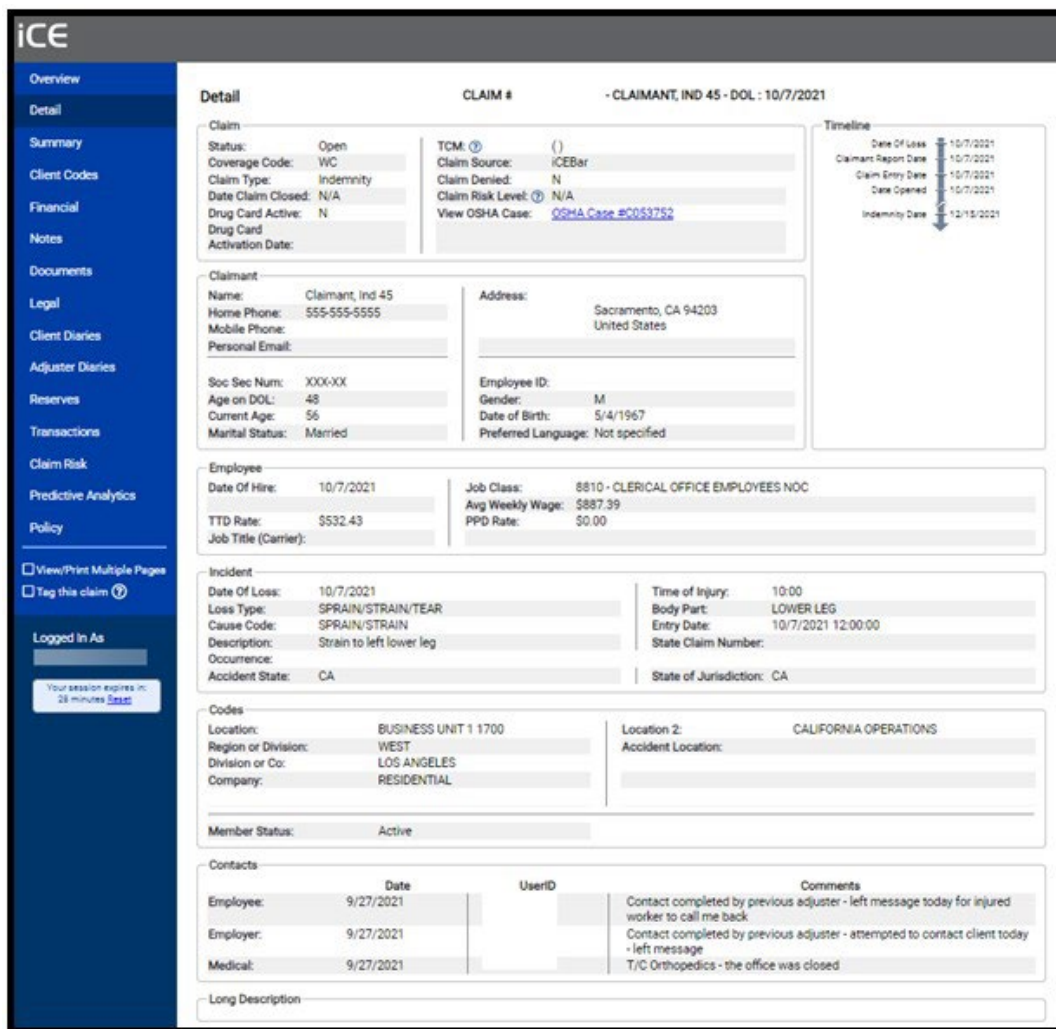 iCE
Overview
Detail
Summary
Client Codes
Financial
Notes
Documents
Legal
Client Diaries
Adjuster Diaries
Reserves
Transactions
Claim Risk
Predictive Analytics
Policy
View/Print Multiple Pages
Tag this claim ?
Logged In As
Your session expires in:
28 minutes Reset
Detail CLAIM # - CLAIMANT, IND 45 - DOL : 10/7/2021
Claim
Status: Open
Coverage Code: WC
Claim Type: Indemnity
Date Claim Closed: N/A
Drug Card Active: N
Drug Card
Activation Date:
TCM: ? ( )
Claim Source: iCEBar
Claim Denied: N
Claim Risk Level: ? N/A
View OSHA Case: OSHA Case #C053752
Timeline
Date Of Loss 10/7/2021
Claimant Report Date 10/7/2021
Claim Entry Date 10/7/2021
Date Opened 10/7/2021
Indemnity Date 12/15/2021
Claimant
Name: Claimant, Ind 45
Home Phone: 555-555-5555
Mobile Phone:
Personal Email:
Address:
Sacramento, CA 94203
United States
Soc Sec Num: XXX-XX
Age on DOL: 48
Current Age: 56
Marital Status: Married
Employee ID:
Gender: M
Date of Birth: 5/4/1967
Preferred Language: Not specified
Employee
Date Of Hire: 10/7/2021
TTD Rate: $532.43
Job Title (Carrier):
Job Class: 8810 - CLERICAL OFFICE EMPLOYEES NOC
Avg Weekly Wage: $887.39
PPD Rate: $0.00
Incident
Date Of Loss: 10/7/2021
Loss Type: SPRAIN/STRAIN/TEAR
Cause Code: SPRAIN/STRAIN
Description: Strain to left lower leg
Occurrence:
Accident State: CA
Time of Injury: 10:00
Body Part: LOWER LEG
Entry Date: 10/7/2021 12:00:00
State Claim Number:
State of Jurisdiction: CA
Codes
Location: BUSINESS UNIT 1 1700
Region or Division: WEST
Division or Co: LOS ANGELES
Company: RESIDENTIAL
Location 2: CALIFORNIA OPERATIONS
Accident Location:
Member Status: Active
Contacts
Date UserID Comments
Employee: 9/27/2021 Contact completed by previous adjuster - left message today for injured
worker to call me back
Employer: 9/27/2021 Contact completed by previous adjuster - attempted to contact client today
- left message
Medical: 9/27/2021 T/C Orthopedics - the office was closed
Long Description